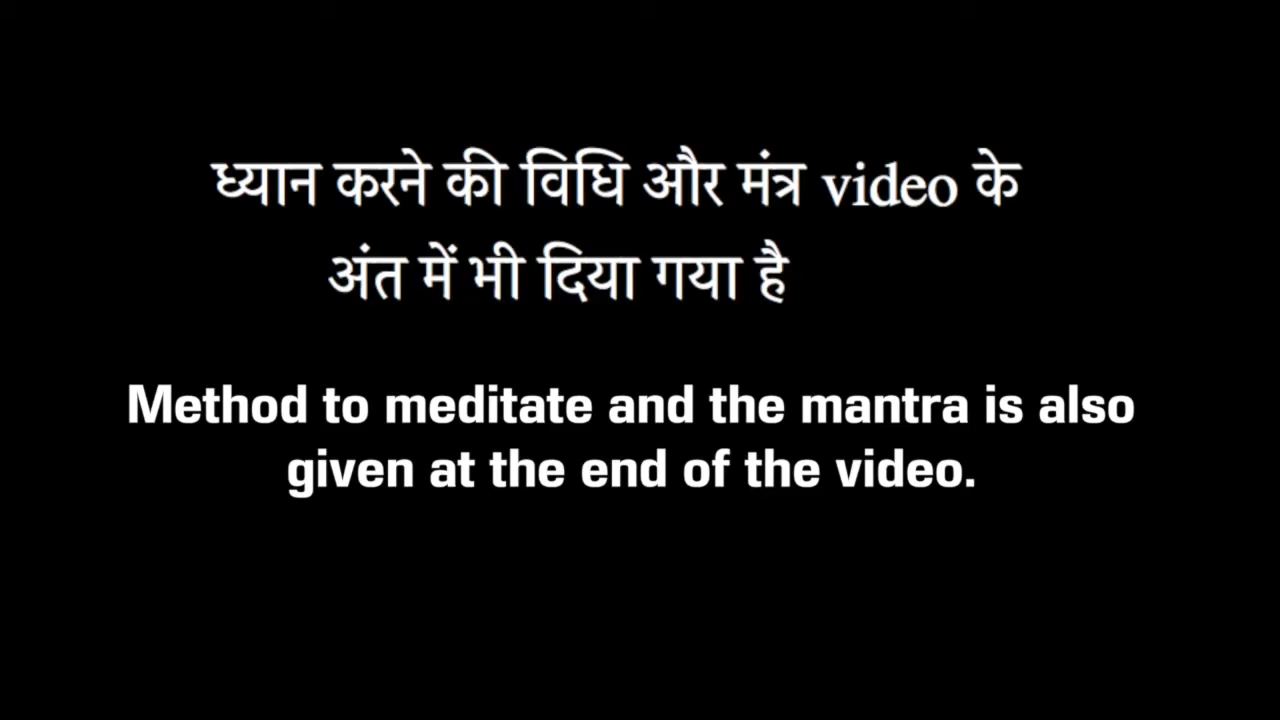 ध्यान करने की विधि और मंत्र video के
अंत में भी दिया गया है
Method to meditate and the mantra is also
given at the end of the video.